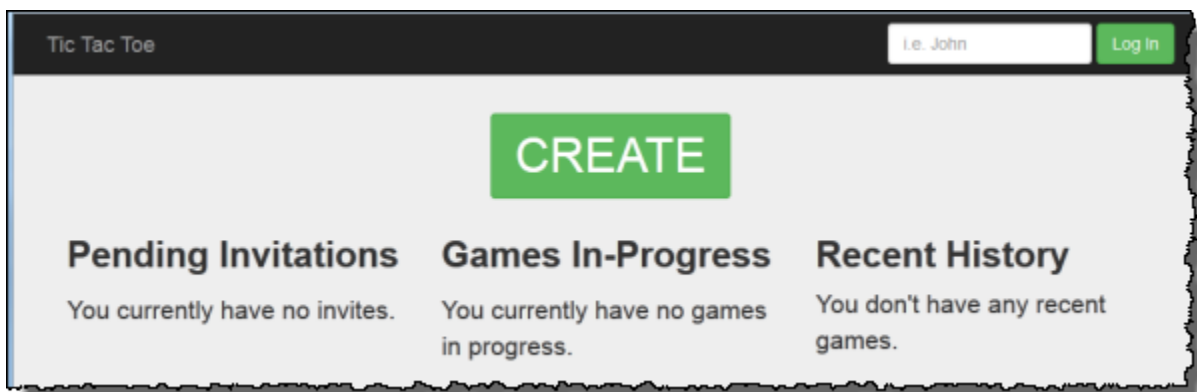 Tic Tac Toe
i.e. John
Log In
CREATE
Pending Invitations
You currently have no invites.
Games In-Progress
You currently have no games
in progress.
Recent History
You don't have any recent
games.